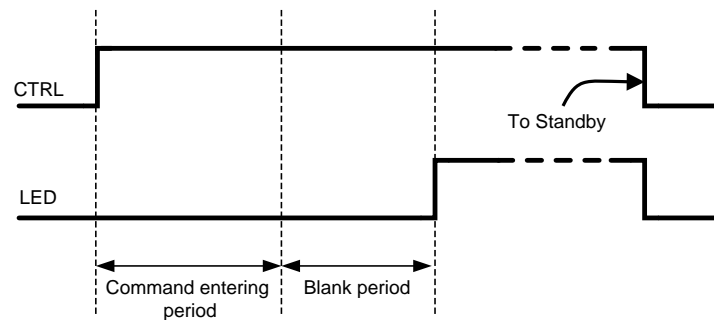 CTRL
To Standby
LED
Command entering
period
Blank period